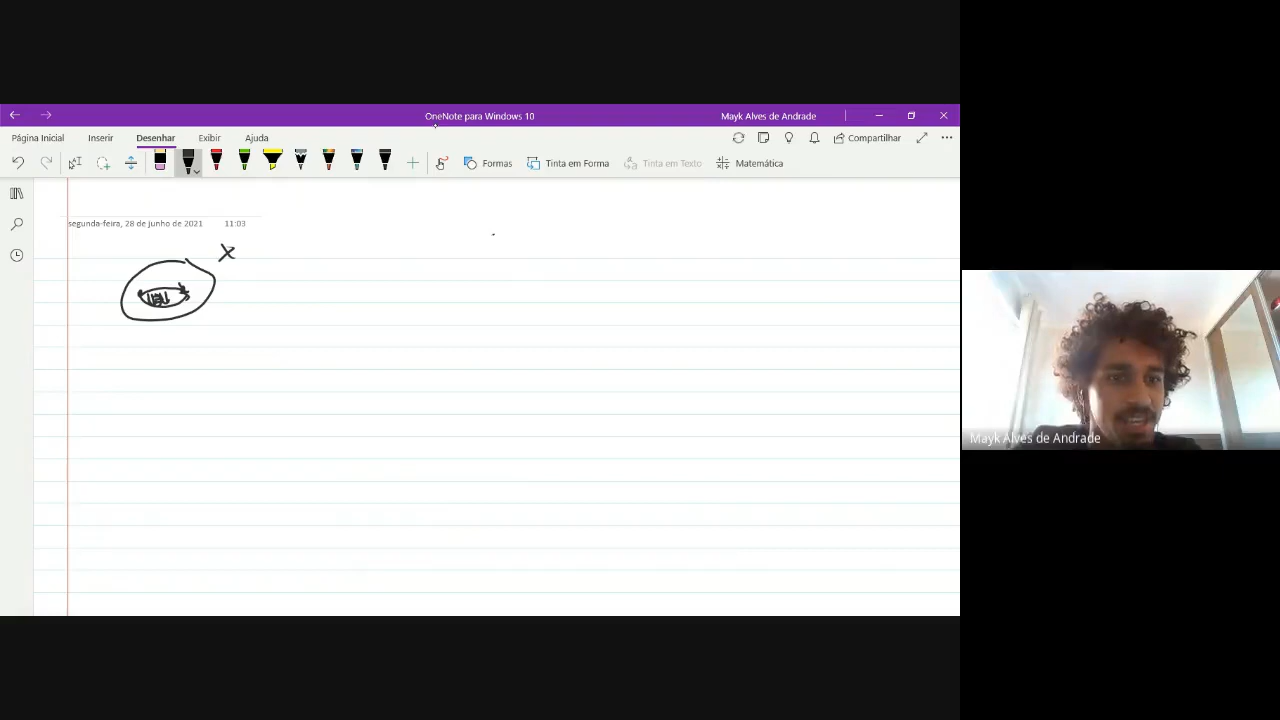 OneNote para Windows 10
Mayk Alves de Andrade
Página Inicial Inserir Desenhar Exibir Ajuda
Compartilhar
Formas Tinta em Forma Tinta em Texto Matemática
segunda-feira, 28 de junho de 2021 11:03
X
Mayk Alves de Andrade